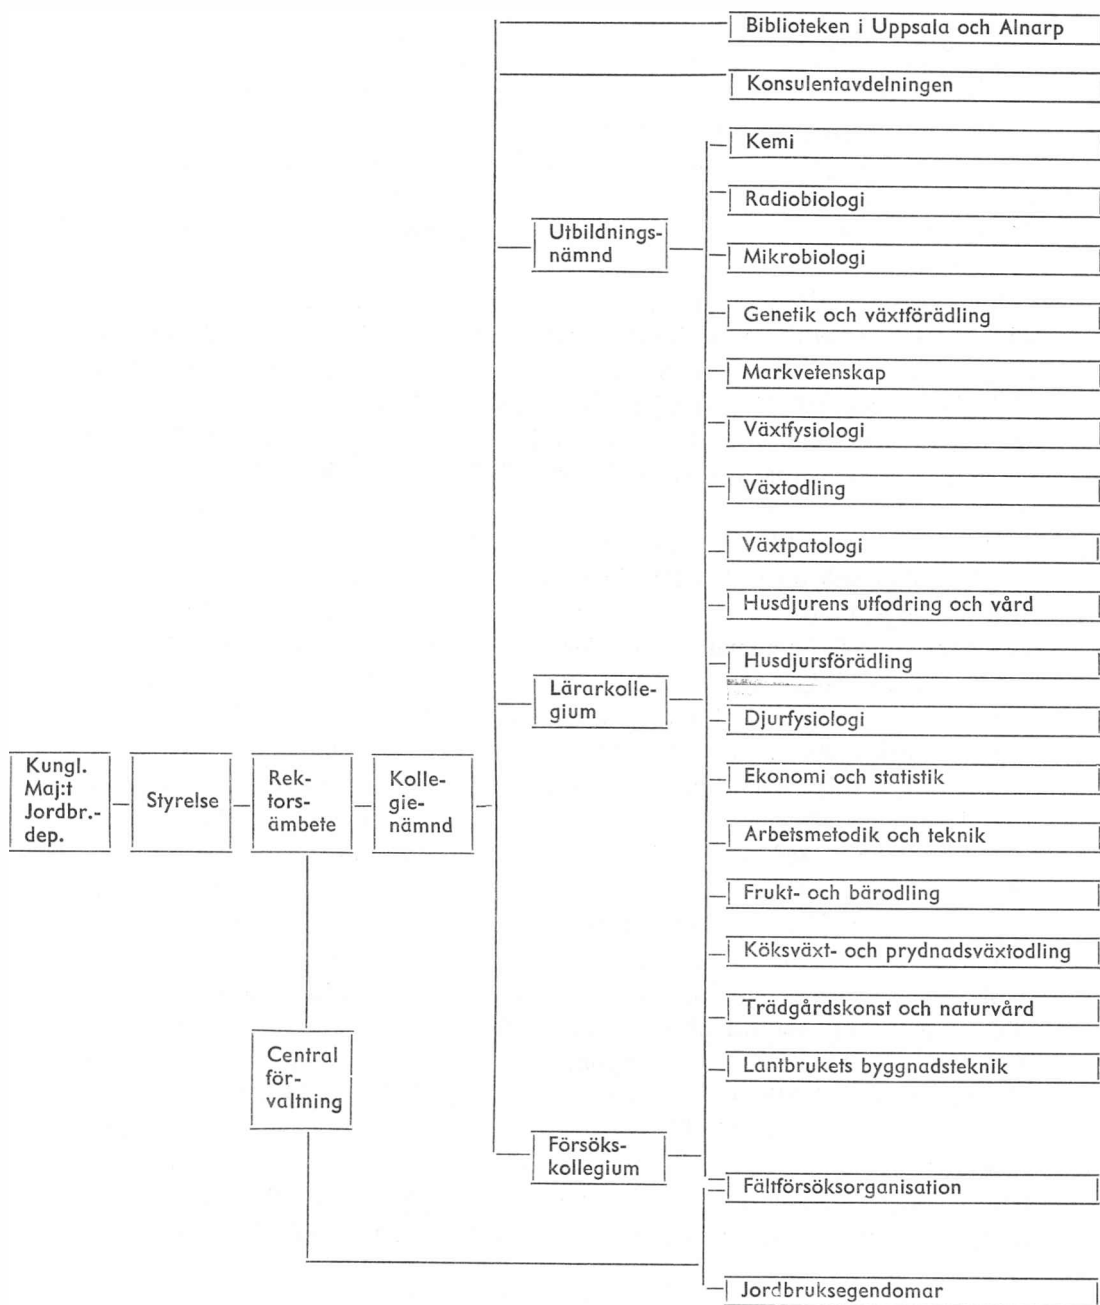 Biblioteken i Uppsala och Alnarp
Konsulentavdelningen
Kemi
Radiobiologi
Utbildnings-
nämnd
Mikrobiologi
Genetik och växtförädling
Markvetenskap
Växtfysiologi
Växtodling
Växtpatologi
Husdjurens utfodring och vård
Husdjursförädling
Lärarkolle-
gium
Djurfysiologi
Kungl.
Maj:t
Jordbr.-
dep.
Styrelse
Rek-
tors-
ämbete
Kolle-
gie-
nämnd
Ekonomi och statistik
Arbetsmetodik och teknik
Frukt- och bärodling
Köksväxt- och prydnadsväxtodling
Trädgårdskonst och naturvård
Central
för-
valtning
Lantbrukets byggnadsteknik
Försöks-
kollegium
Fältförsöksorganisation
Jordbruksegendomar